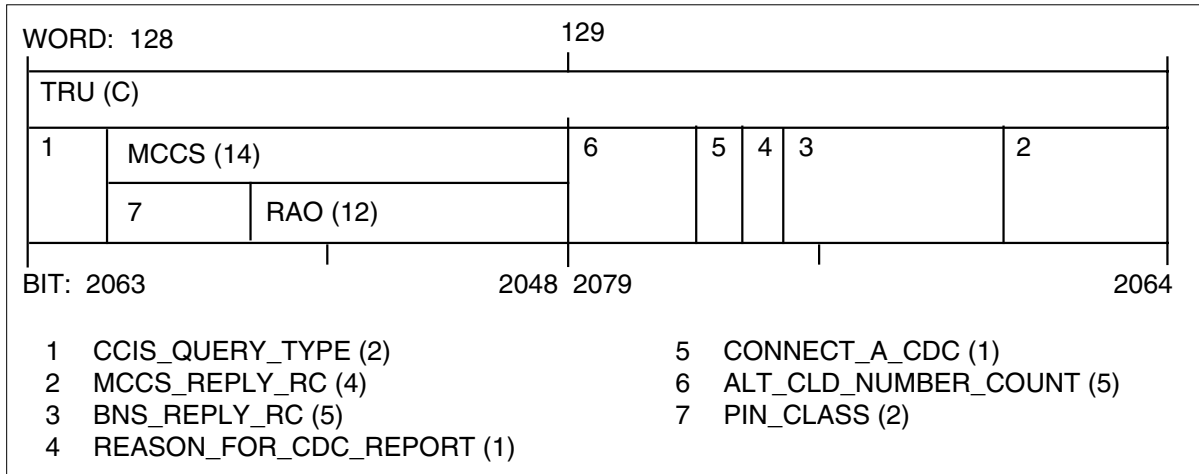 WORD: 128 129
TRU (C)
1 MCCS (14) 6 5 4 3 2
7 RAO (12)
BIT: 2063 2048 2079 2064
1 CCIS_QUERY_TYPE (2)
2 MCCS_REPLY_RC (4)
3 BNS_REPLY_RC (5)
4 REASON_FOR_CDC_REPORT (1)
5 CONNECT_A_CDC (1)
6 ALT_CLD_NUMBER_COUNT (5)
7 PIN_CLASS (2)